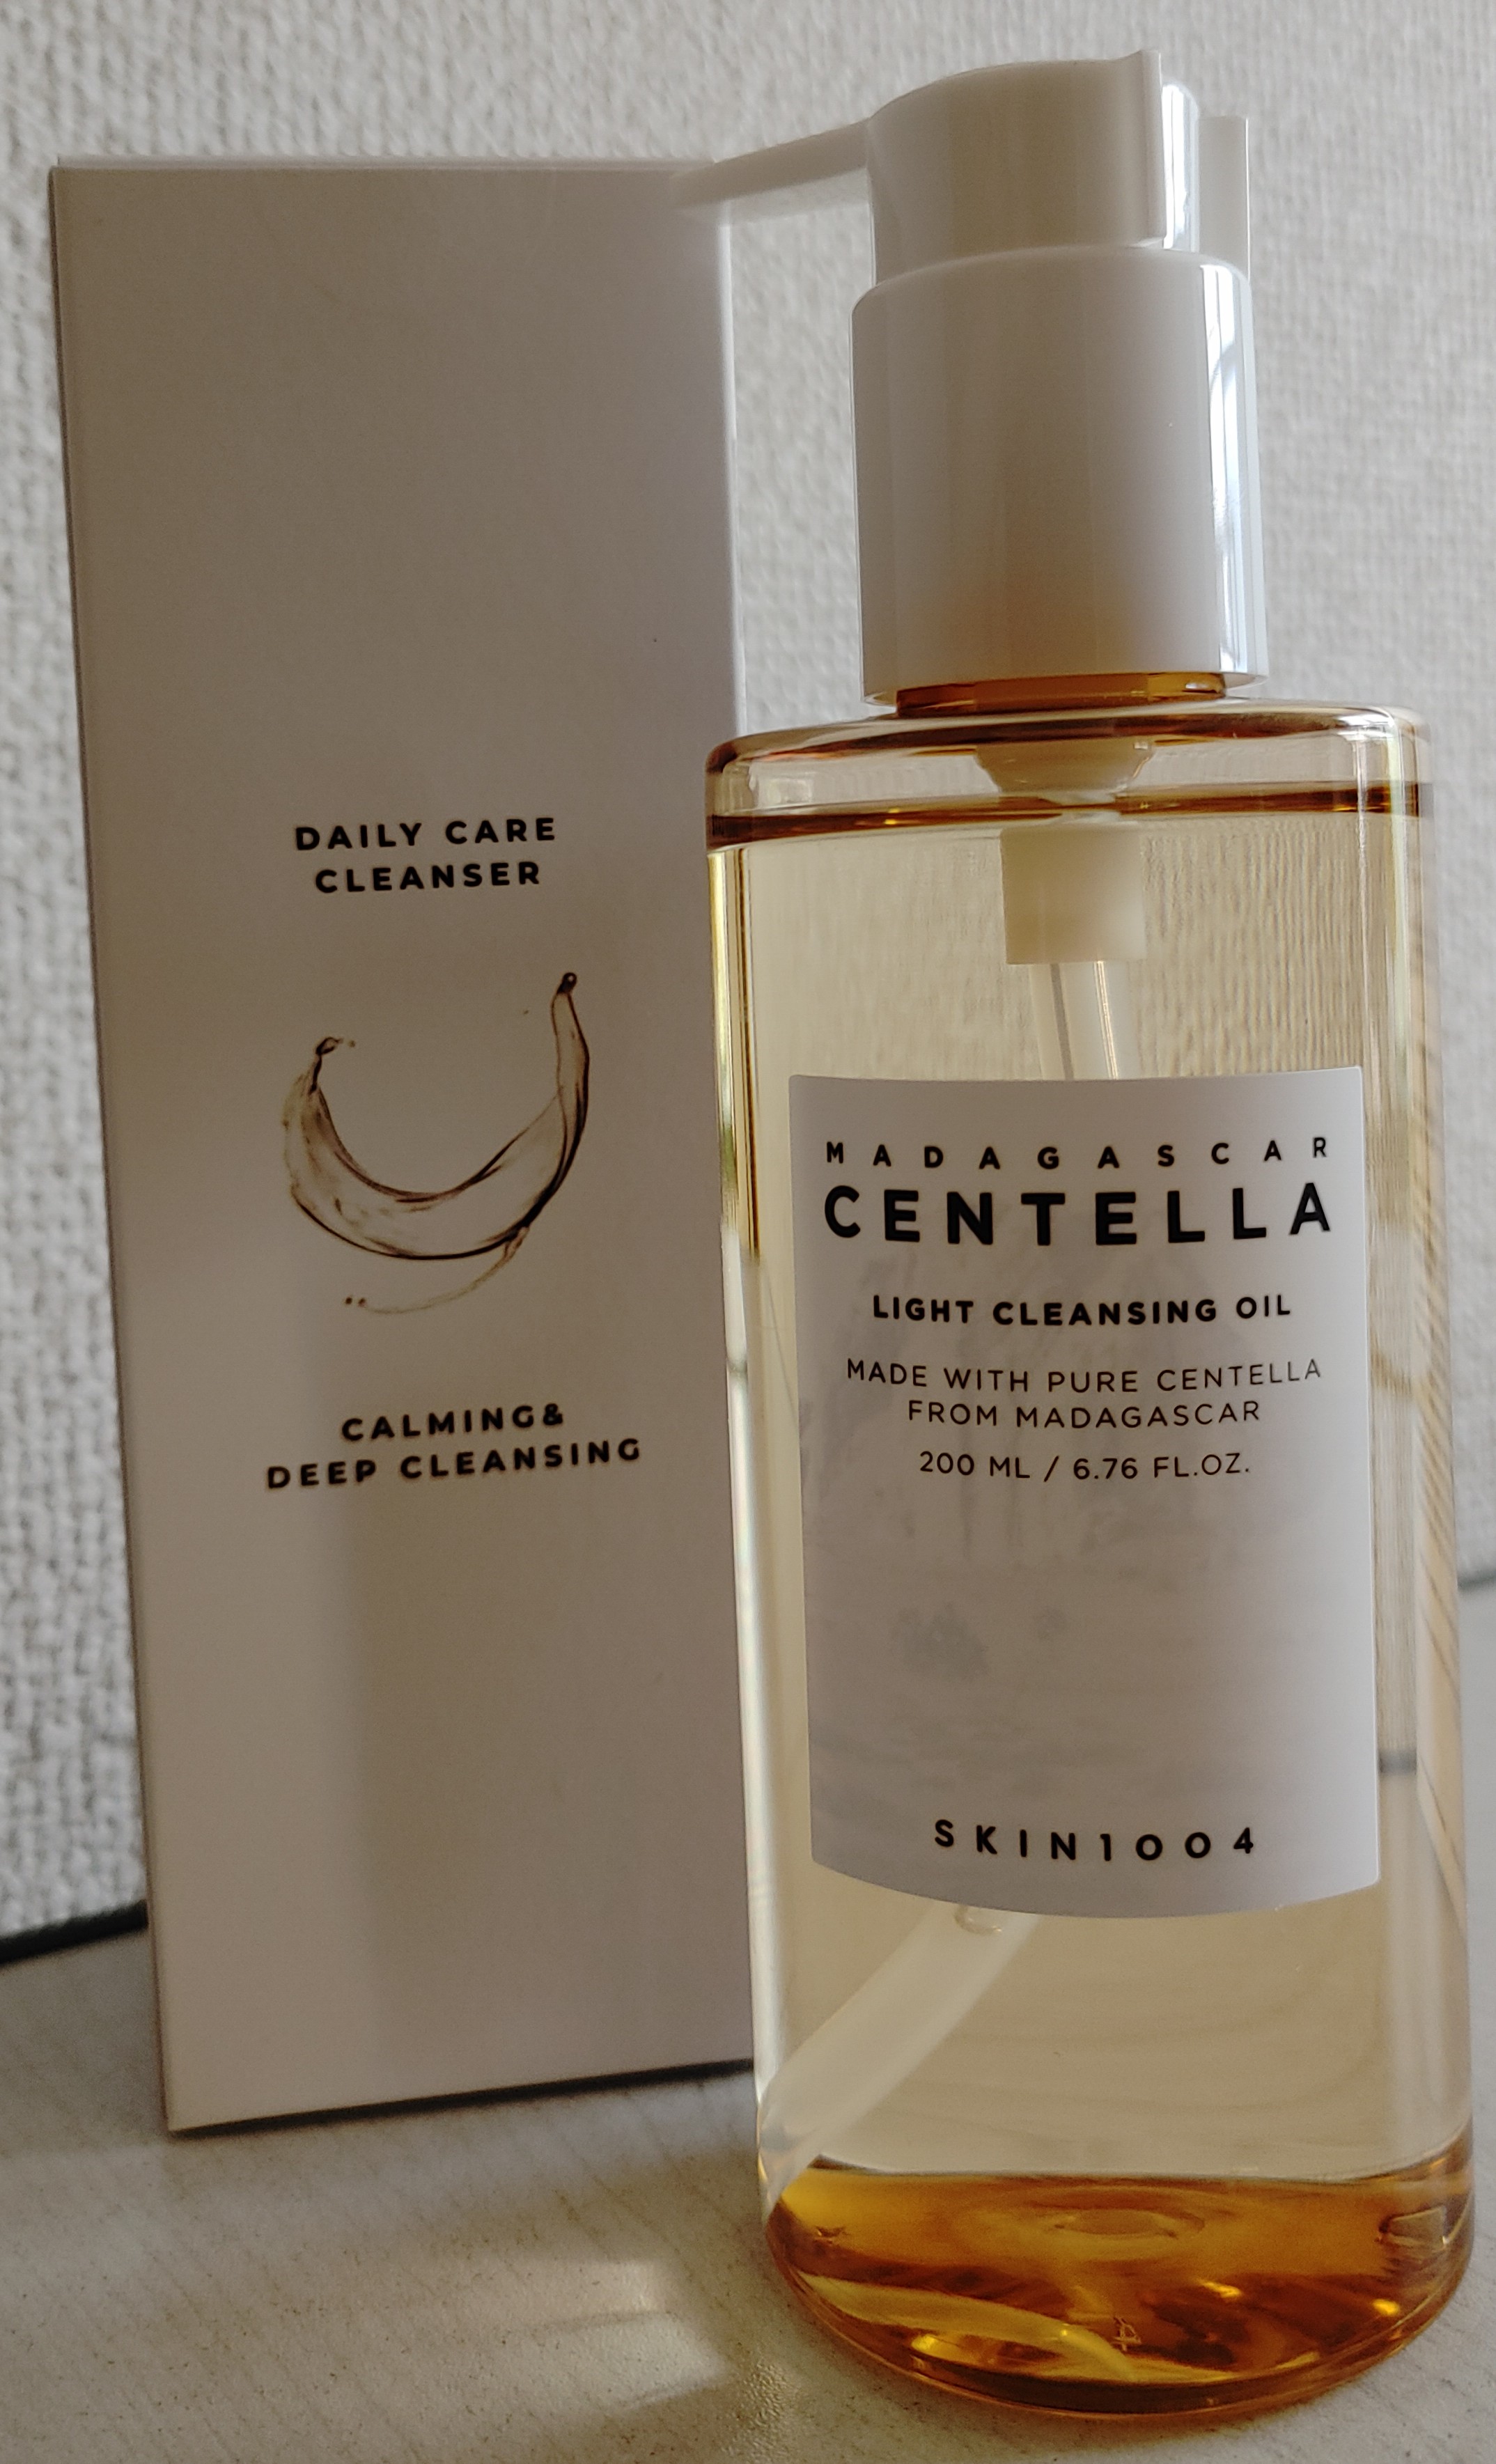 DAILY CARE
CLEANSER
CALMING&
DEEP CLEANSING
MADAGASCAR
CENTELLA
LIGHT CLEANSING OIL
MADE WITH PURE CENTELLA
FROM MADAGASCAR
200 ML / 6.76 FL.OZ.
SKIN1004